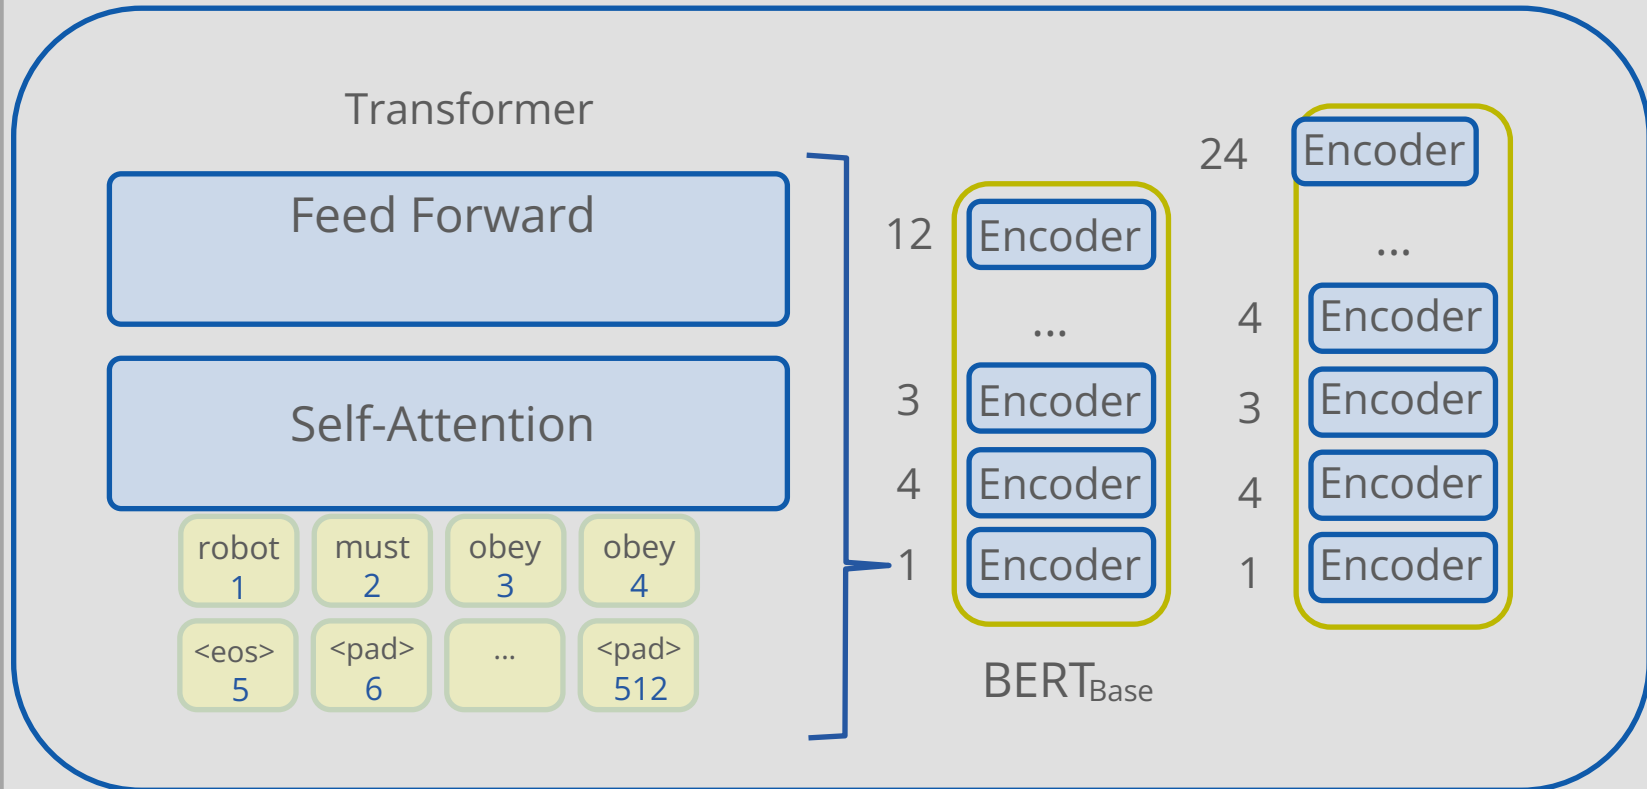 Transformer
Feed Forward
Self-Attention
robot must obey obey
1 2 3 4
<eos> <pad> ... <pad>
5 6 512
12 Encoder
...
3 Encoder
4 Encoder
1 Encoder
BERTBase
24 Encoder
...
4 Encoder
3 Encoder
4 Encoder
1 Encoder